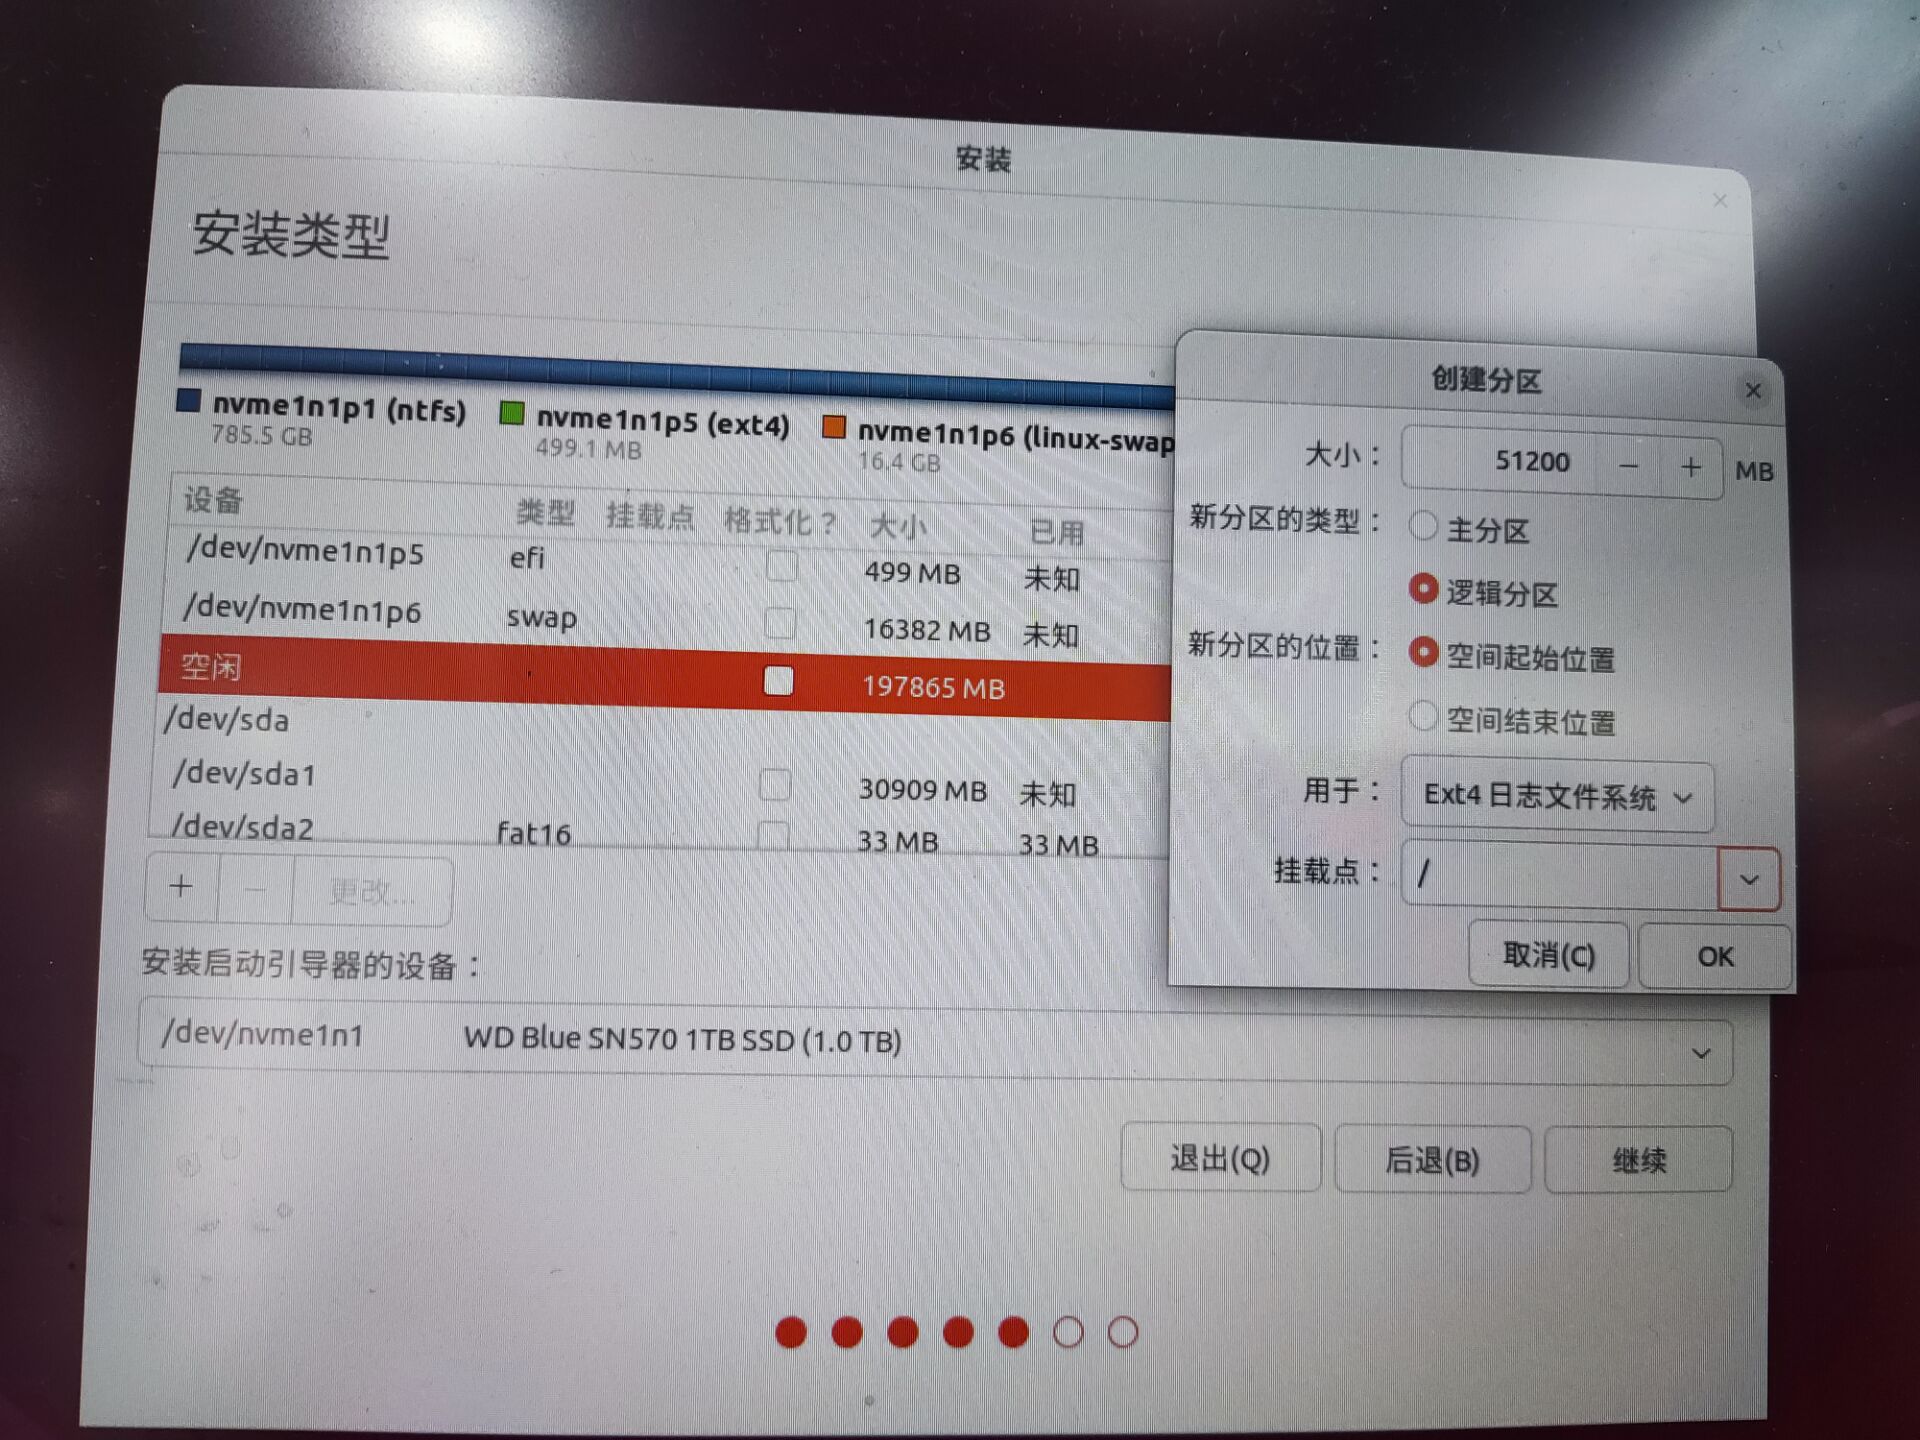 安装
安装类型
nvme1n1p1 (ntfs)
785.5 GB
nvme1n1p5 (ext4)
499.1 MB
nvme1n1p6 (linux-swap
16.4 GB
设备 类型 挂载点 格式化？ 大小 已用
/dev/nvme1n1p5 efi 499 MB 未知
/dev/nvme1n1p6 swap 16382 MB 未知
空闲 197865 MB
/dev/sda
/dev/sda1 30909 MB 未知
/dev/sda2 fat16 33 MB 33 MB
+ − 更改...
安装启动引导器的设备：
/dev/nvme1n1 WD Blue SN570 1TB SSD (1.0 TB)
退出(Q) 后退(B) 继续
创建分区
大小： 51200 − + MB
新分区的类型： 主分区
逻辑分区
新分区的位置： 空间起始位置
空间结束位置
用于： Ext4 日志文件系统
挂载点： /
取消(C) OK